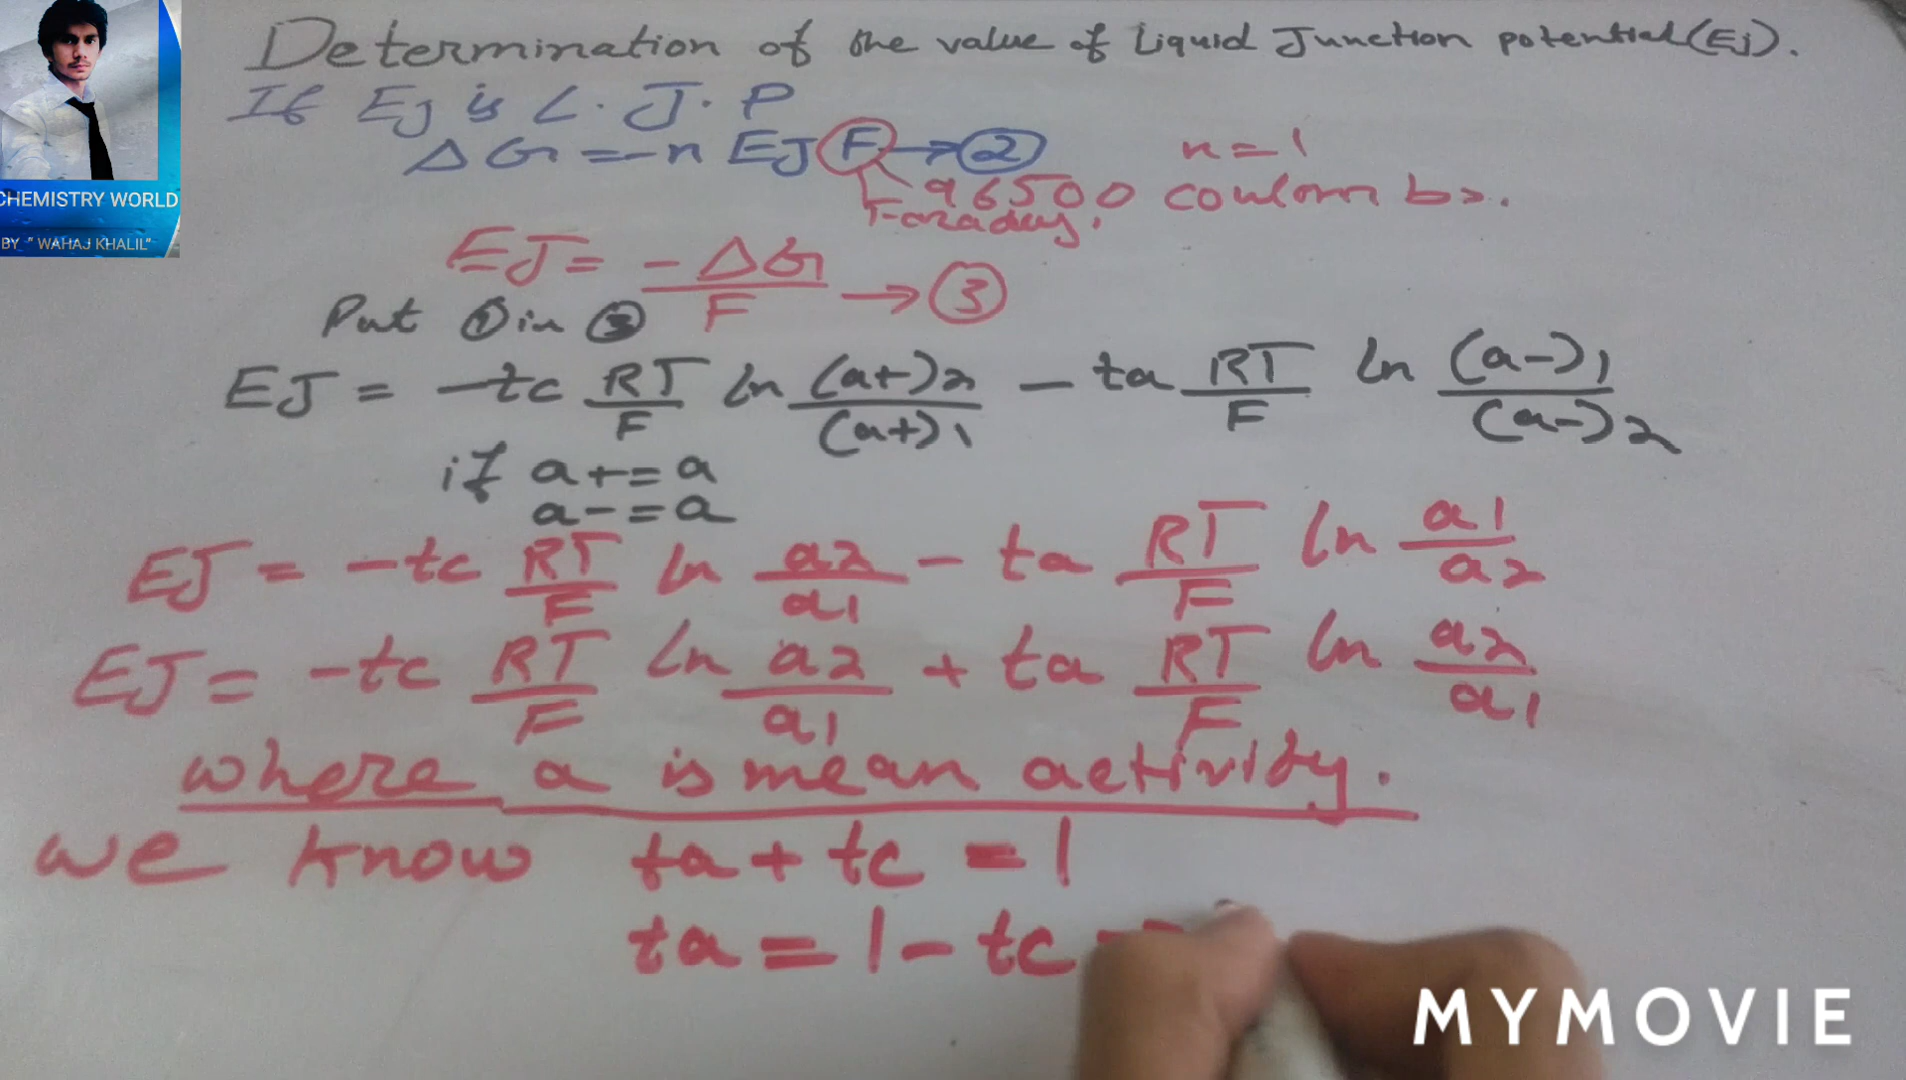 Determination of the value of Liquid Junction potential (Ej).
If EJ is L.J.P
ΔG = -n EJ F → ② n = 1
Faraday, 96500 coulombs.
EJ = -ΔG / F → ③
Put ① in ③
EJ = -tc RT/F ln (a+)2/(a+)1 - ta RT/F ln (a-)1/(a-)2
if a+ = a
a- = a
EJ = -tc RT/F ln a2/a1 - ta RT/F ln a1/a2
EJ = -tc RT/F ln a2/a1 + ta RT/F ln a2/a1
where a is mean activity.
we know ta + tc = 1
ta = 1 - tc
CHEMISTRY WORLD
BY "WAHAJ KHALIL"
MYMOVIE